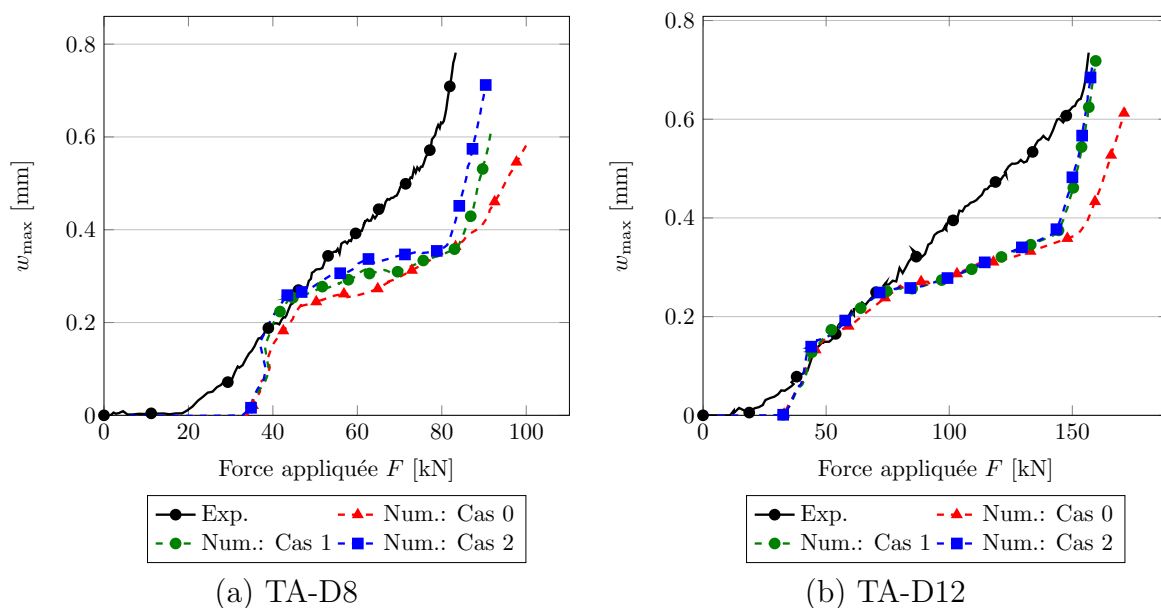 0.8
0.6
0.4
0.2
0
w_max [mm]
0 20 40 60 80 100
Force appliquée F [kN]
Exp. Num.: Cas 0
Num.: Cas 1 Num.: Cas 2
(a) TA-D8
0.8
0.6
0.4
0.2
0
w_max [mm]
0 50 100 150
Force appliquée F [kN]
Exp. Num.: Cas 0
Num.: Cas 1 Num.: Cas 2
(b) TA-D12